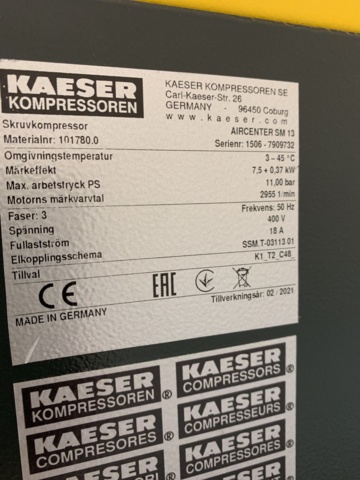 KAESER
KOMPRESSOREN
KAESER KOMPRESSOREN SE
Carl-Kaeser-Str. 26
GERMANY - 96450 Coburg
www.kaeser.com
Skruvkompressor AIRCENTER SM 13
Materialnr: 101780.0 Serienr: 1506 - 7909732
Omgivningstemperatur 3 – 45°C
Märkeffekt 7,5 + 0,37 kW
Max. arbetstryck PS 11,00 bar
Motorns märkvarvtal 2955 1/min
Faser: 3 Frekvens: 50 Hz
Spänning 400 V
Fullastström 18 A
Elkopplingsschema SSM.T-03113.01
Tillval K1_T2_C48
CE EAC
Tillverkningsår: 02 / 2021
MADE IN GERMANY
KAESER
KOMPRESSOREN®
KAESER
COMPRESSORS®
KAESER
COMPRESORES®
KAESER
COMPRESSEURS®
KAESER
KAESER
COMPRESSORES®